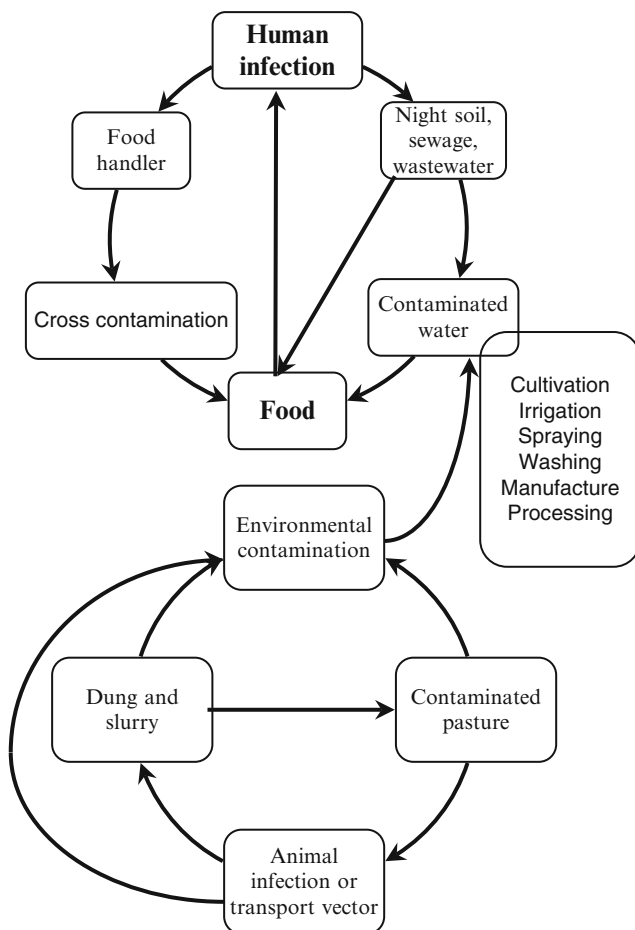 Human
infection
Food
handler
Night soil,
sewage,
wastewater
Cross contamination
Contaminated
water
Food
Cultivation
Irrigation
Spraying
Washing
Manufacture
Processing
Environmental
contamination
Dung and
slurry
Contaminated
pasture
Animal
infection or
transport vector